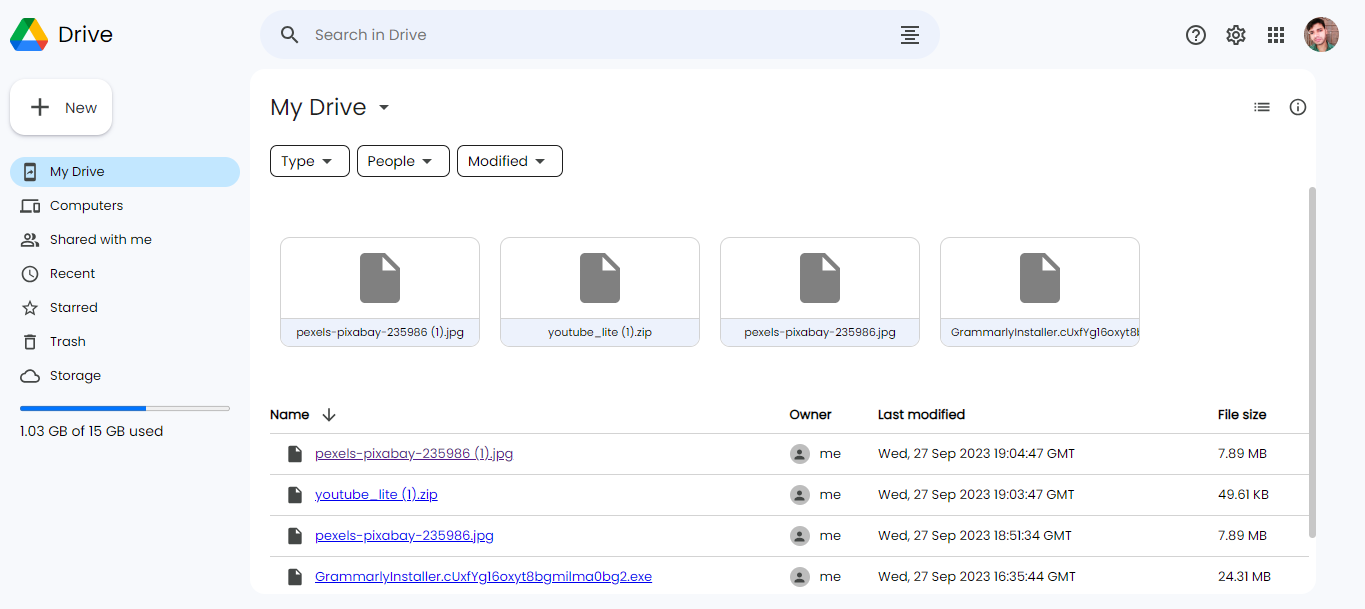 Drive
Search in Drive
New
My Drive
Computers
Shared with me
Recent
Starred
Trash
Storage
1.03 GB of 15 GB used
My Drive
Type People Modified
pexels-pixabay-235986 (1).jpg youtube_lite (1).zip pexels-pixabay-235986.jpg GrammarlyInstaller.cUxfYg16oxyt8
Name Owner Last modified File size
pexels-pixabay-235986 (1).jpg me Wed, 27 Sep 2023 19:04:47 GMT 7.89 MB
youtube_lite (1).zip me Wed, 27 Sep 2023 19:03:47 GMT 49.61 KB
pexels-pixabay-235986.jpg me Wed, 27 Sep 2023 18:51:34 GMT 7.89 MB
GrammarlyInstaller.cUxfYg16oxyt8bgmilma0bg2.exe me Wed, 27 Sep 2023 16:35:44 GMT 24.31 MB